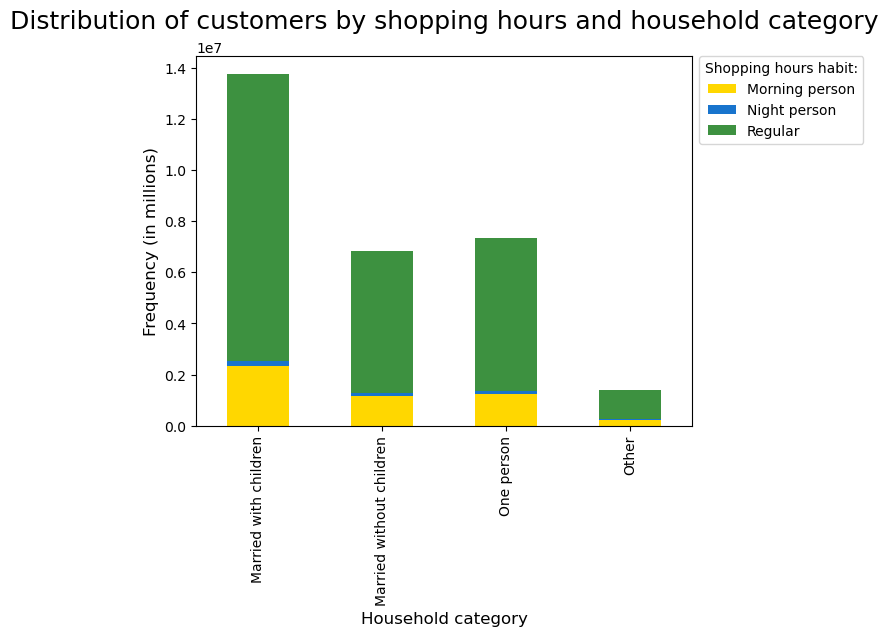 Distribution of customers by shopping hours and household category
1e7
Shopping hours habit:
Morning person
Night person
Regular
1.4
1.2
1.0
0.8
0.6
0.4
0.2
0.0
Frequency (in millions)
Married with children
Married without children
One person
Other
Household category